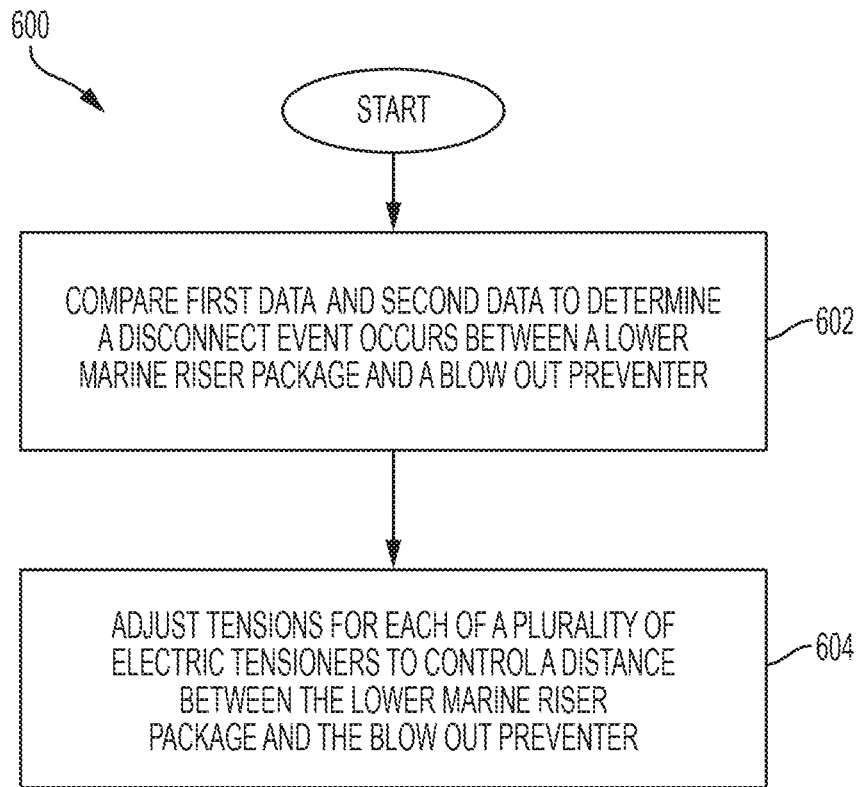 600
START
COMPARE FIRST DATA AND SECOND DATA TO DETERMINE
A DISCONNECT EVENT OCCURS BETWEEN A LOWER
MARINE RISER PACKAGE AND A BLOW OUT PREVENTER
602
ADJUST TENSIONS FOR EACH OF A PLURALITY OF
ELECTRIC TENSIONERS TO CONTROL A DISTANCE
BETWEEN THE LOWER MARINE RISER
PACKAGE AND THE BLOW OUT PREVENTER
604